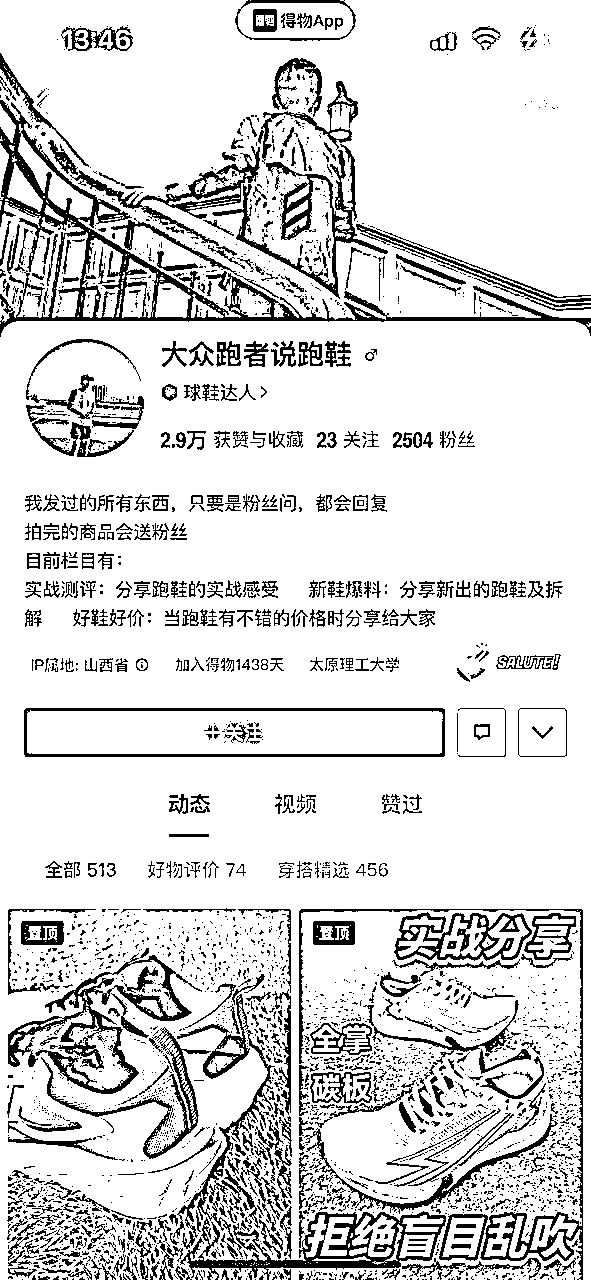 得物App
13:46
大众跑者说跑鞋 ♂
球鞋达人>
2.9万 获赞与收藏 23 关注 2504 粉丝
我发过的所有东西，只要是粉丝问，都会回复
拍完的商品会送粉丝
目前栏目有：
实战测评：分享跑鞋的实战感受 新鞋爆料：分享新出的跑鞋及拆
解 好鞋好价：当跑鞋有不错的价格时分享给大家
IP属地: 山西省 加入得物1438天 太原理工大学
SALUTE!
+关注
动态 视频 赞过
全部 513 好物评价 74 穿搭精选 456
置顶
置顶
实战分享
全掌
碳板
拒绝盲目乱吹